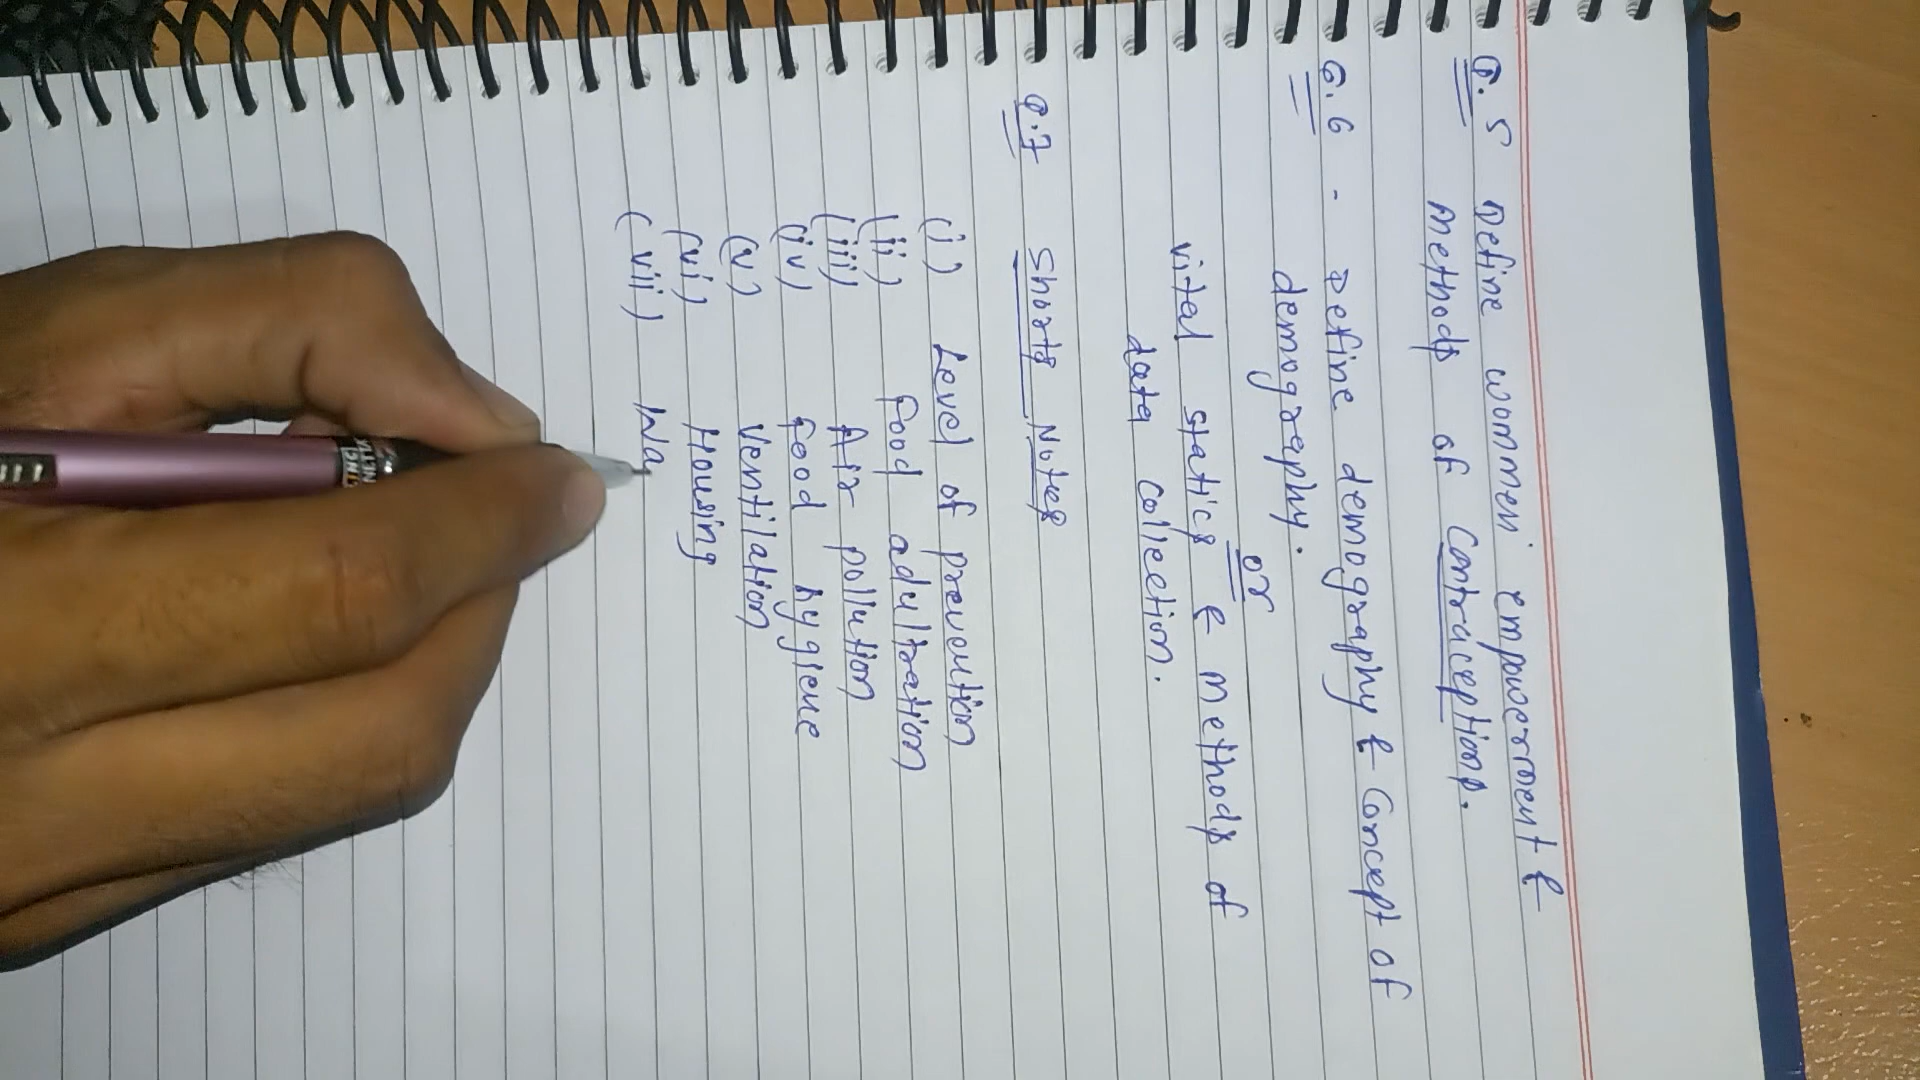 Q.5 Define wommen empowerment &
methods of Contraceptions.
Q.6 - Define demography & Concept of
demography.
or
vital statics & methods of
data collection.
Q.7 Shorts Notes
(i) Level of prevention
(ii) food adultration
(iii) Air pollution
(iv) food hygiene
(v) Ventilation
(vi) Housing
(vii) Wa